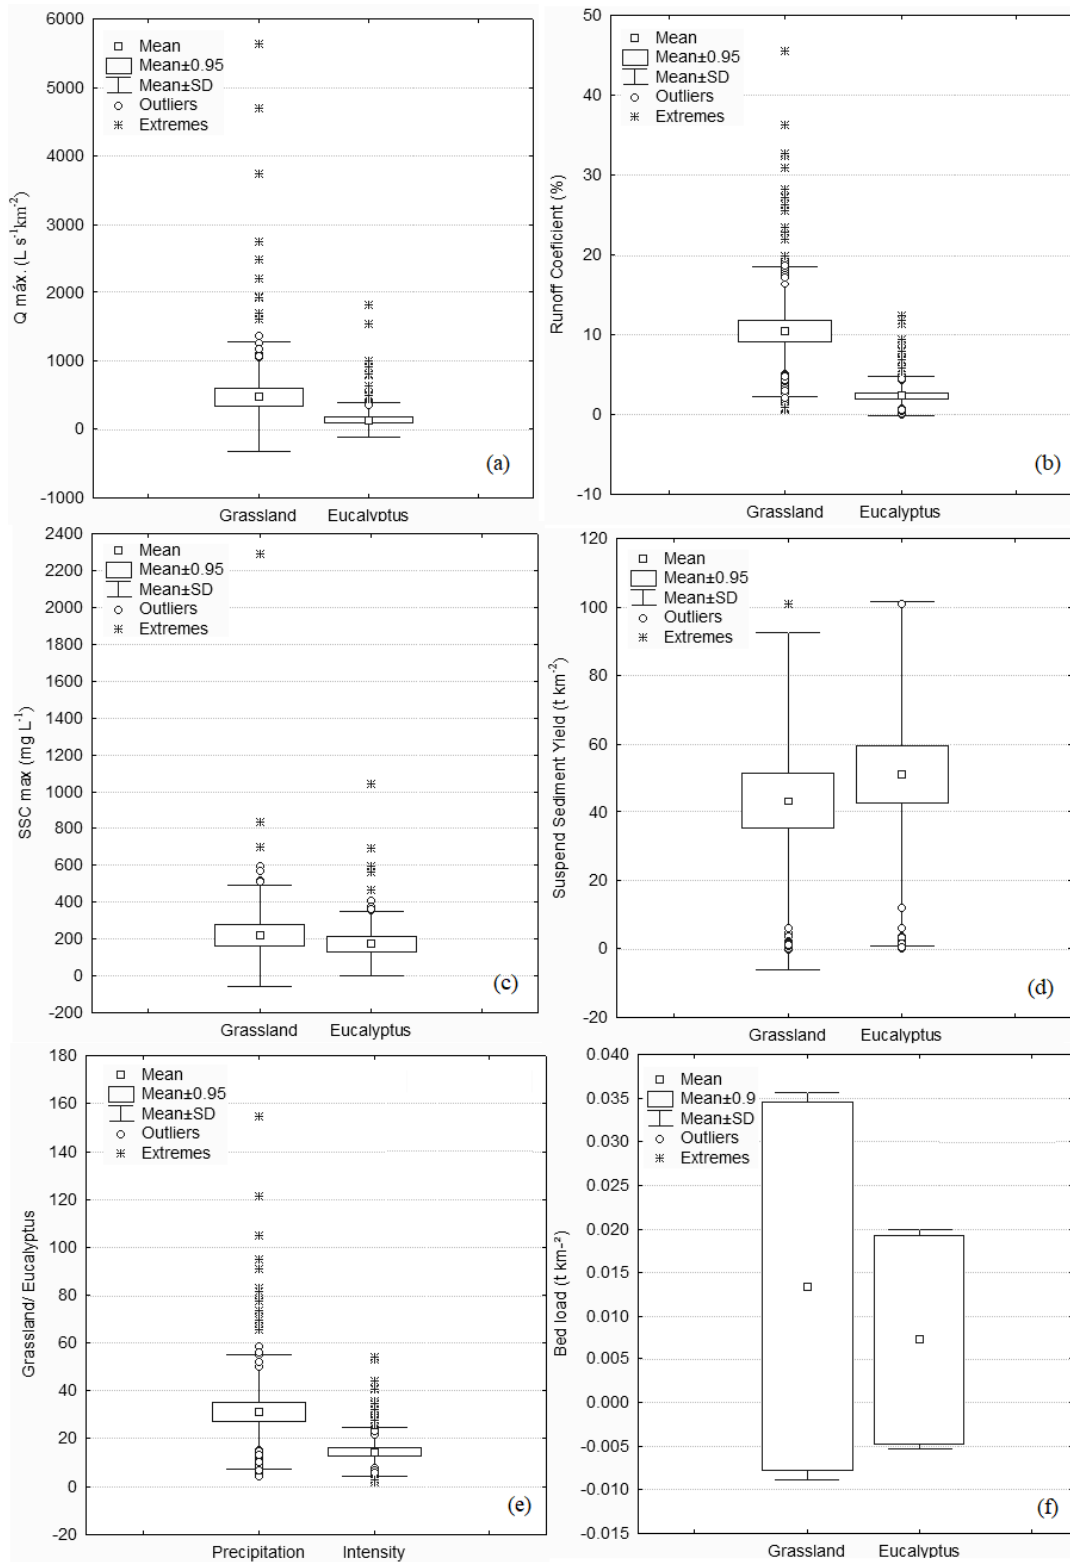 6000
5000
4000
3000
2000
1000
0
-1000
Q máx. (L s⁻¹km⁻²)
Mean
Mean±0.95
Mean±SD
Outliers
Extremes
(a)
Grassland Eucalyptus
50
40
30
20
10
0
-10
Runoff Coeficient (%)
Mean
Mean±0.95
Mean±SD
Outliers
Extremes
(b)
Grassland Eucalyptus
2400
2200
2000
1800
1600
1400
1200
1000
800
600
400
200
0
-200
SSC max (mg L⁻¹)
Mean
Mean±0.95
Mean±SD
Outliers
Extremes
(c)
Grassland Eucalyptus
120
100
80
60
40
20
0
-20
Suspend Sediment Yield (t km⁻²)
Mean
Mean±0.95
Mean±SD
Outliers
Extremes
(d)
Grassland Eucalyptus
180
160
140
120
100
80
60
40
20
0
-20
Grassland/ Eucalyptus
Mean
Mean±0.95
Mean±SD
Outliers
Extremes
(e)
Precipitation Intensity
0.040
0.035
0.030
0.025
0.020
0.015
0.010
0.005
0.000
-0.005
-0.010
-0.015
Bed load (t km-²)
Mean
Mean±0.9
Mean±SD
Outliers
Extremes
(f)
Grassland Eucalyptus